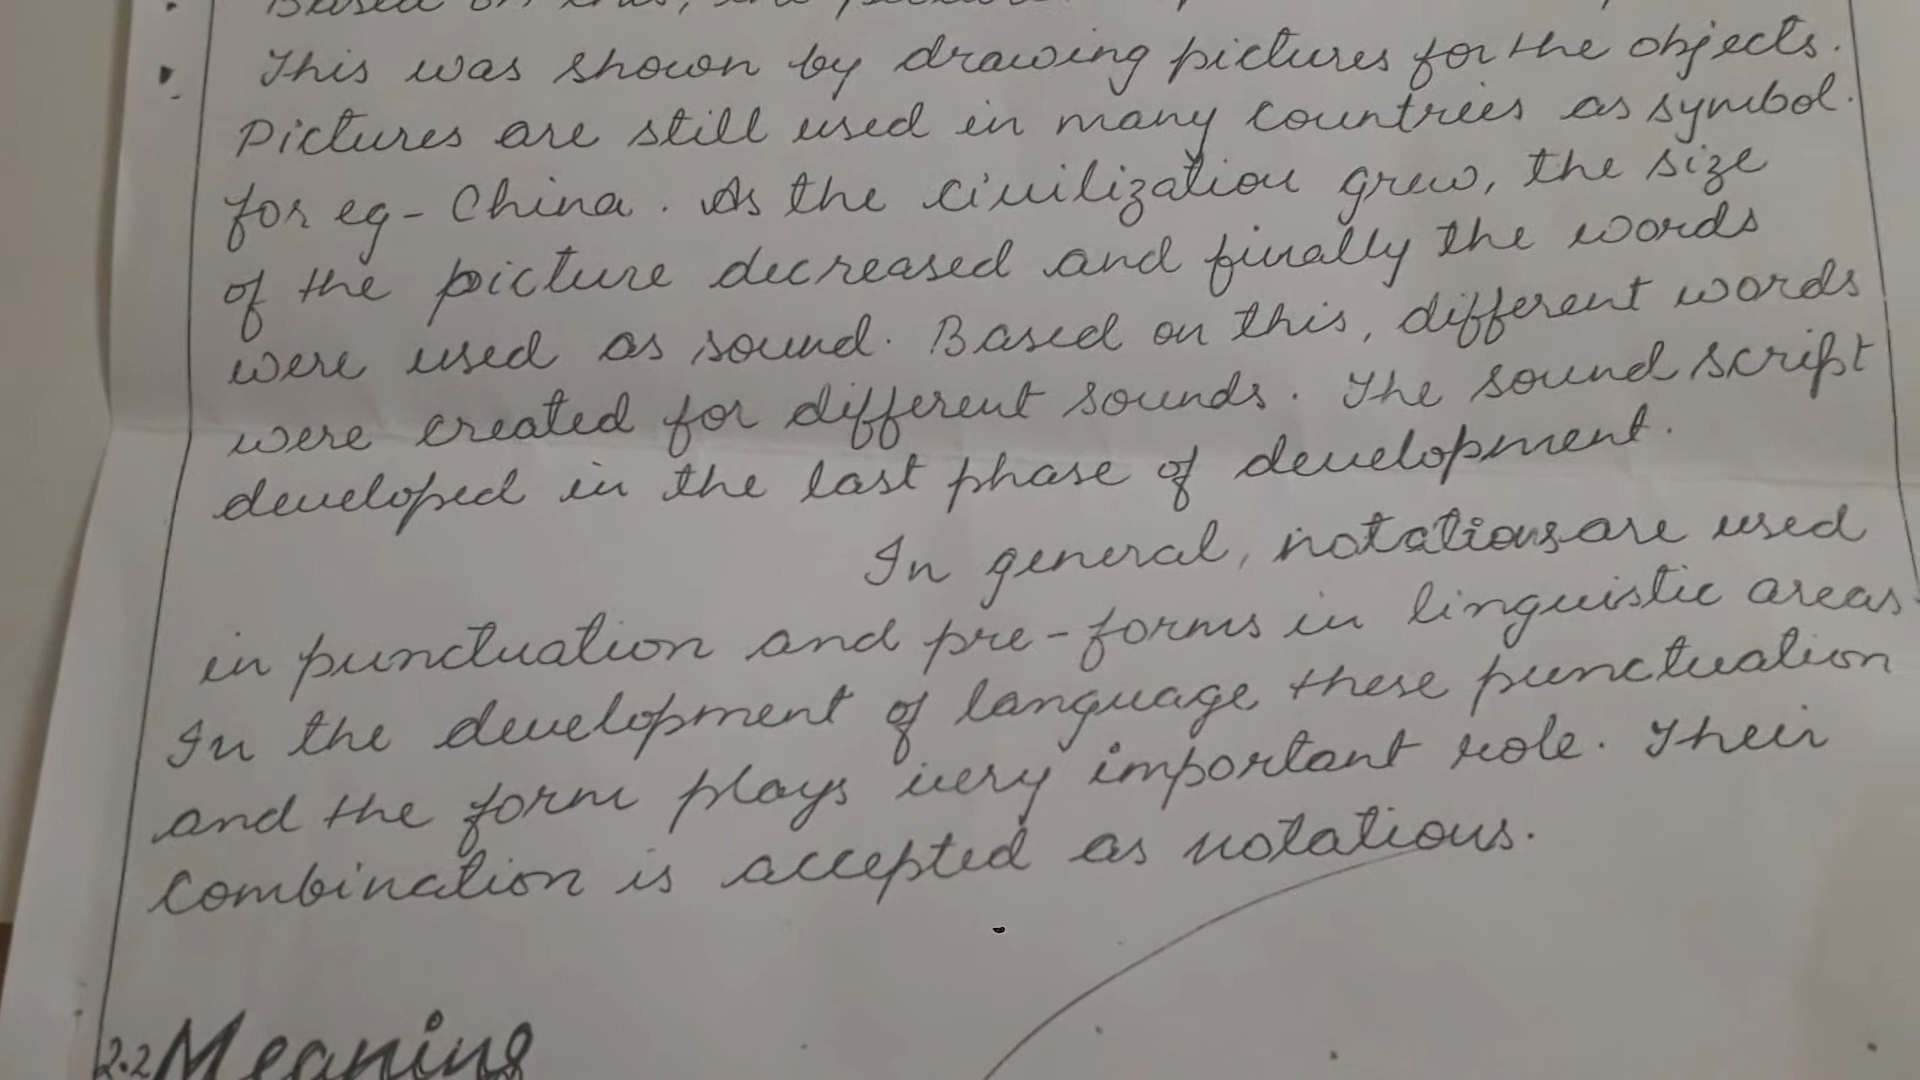 Based on this, the
This was shown by drawing pictures for the objects.
Pictures are still used in many countries as symbol.
for eg - China. As the civilization grew, the size
of the picture decreased and finally the words
were used as sound. Based on this, different words
were created for different sounds. The sound script
developed in the last phase of development.
In general, notations are used
in punctuation and pre-forms in linguistic areas.
In the development of language these punctuation
and the form plays very important role. Their
Combination is accepted as notations.
2.2 Meaning